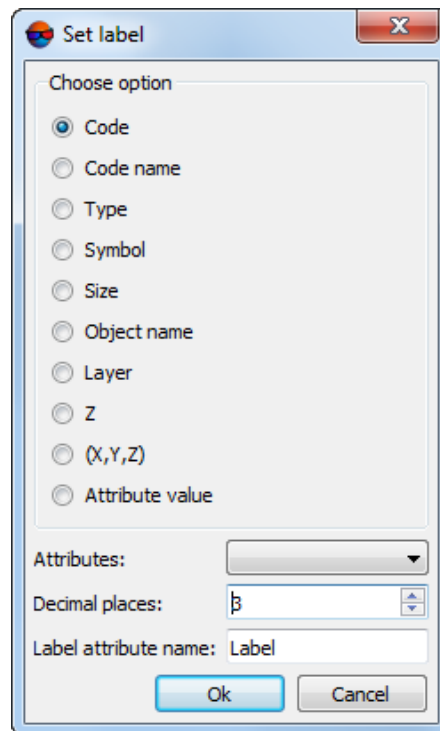 Set label
Choose option
Code
Code name
Type
Symbol
Size
Object name
Layer
Z
(X,Y,Z)
Attribute value
Attributes:
Decimal places: 3
Label attribute name: Label
Ok Cancel